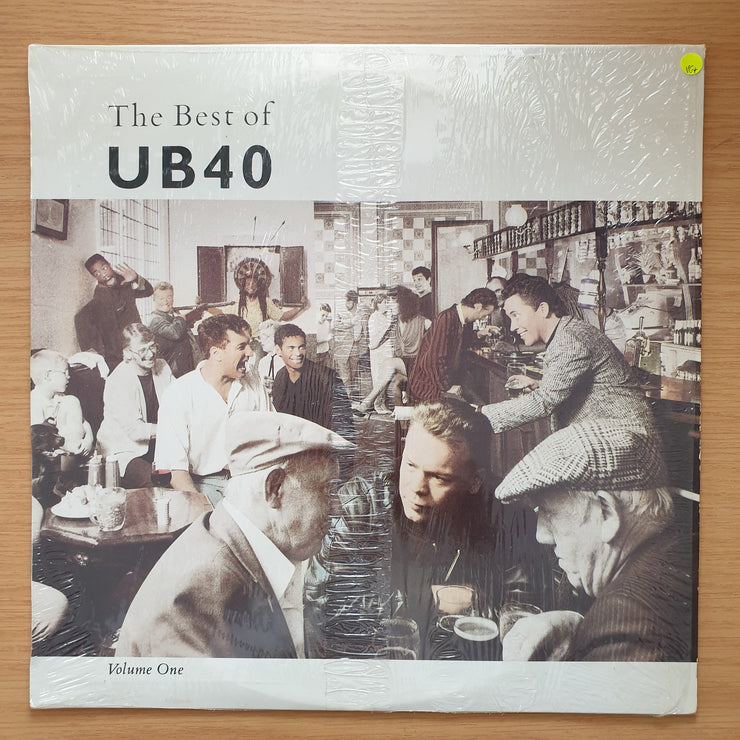 The Best of
UB40
Volume One